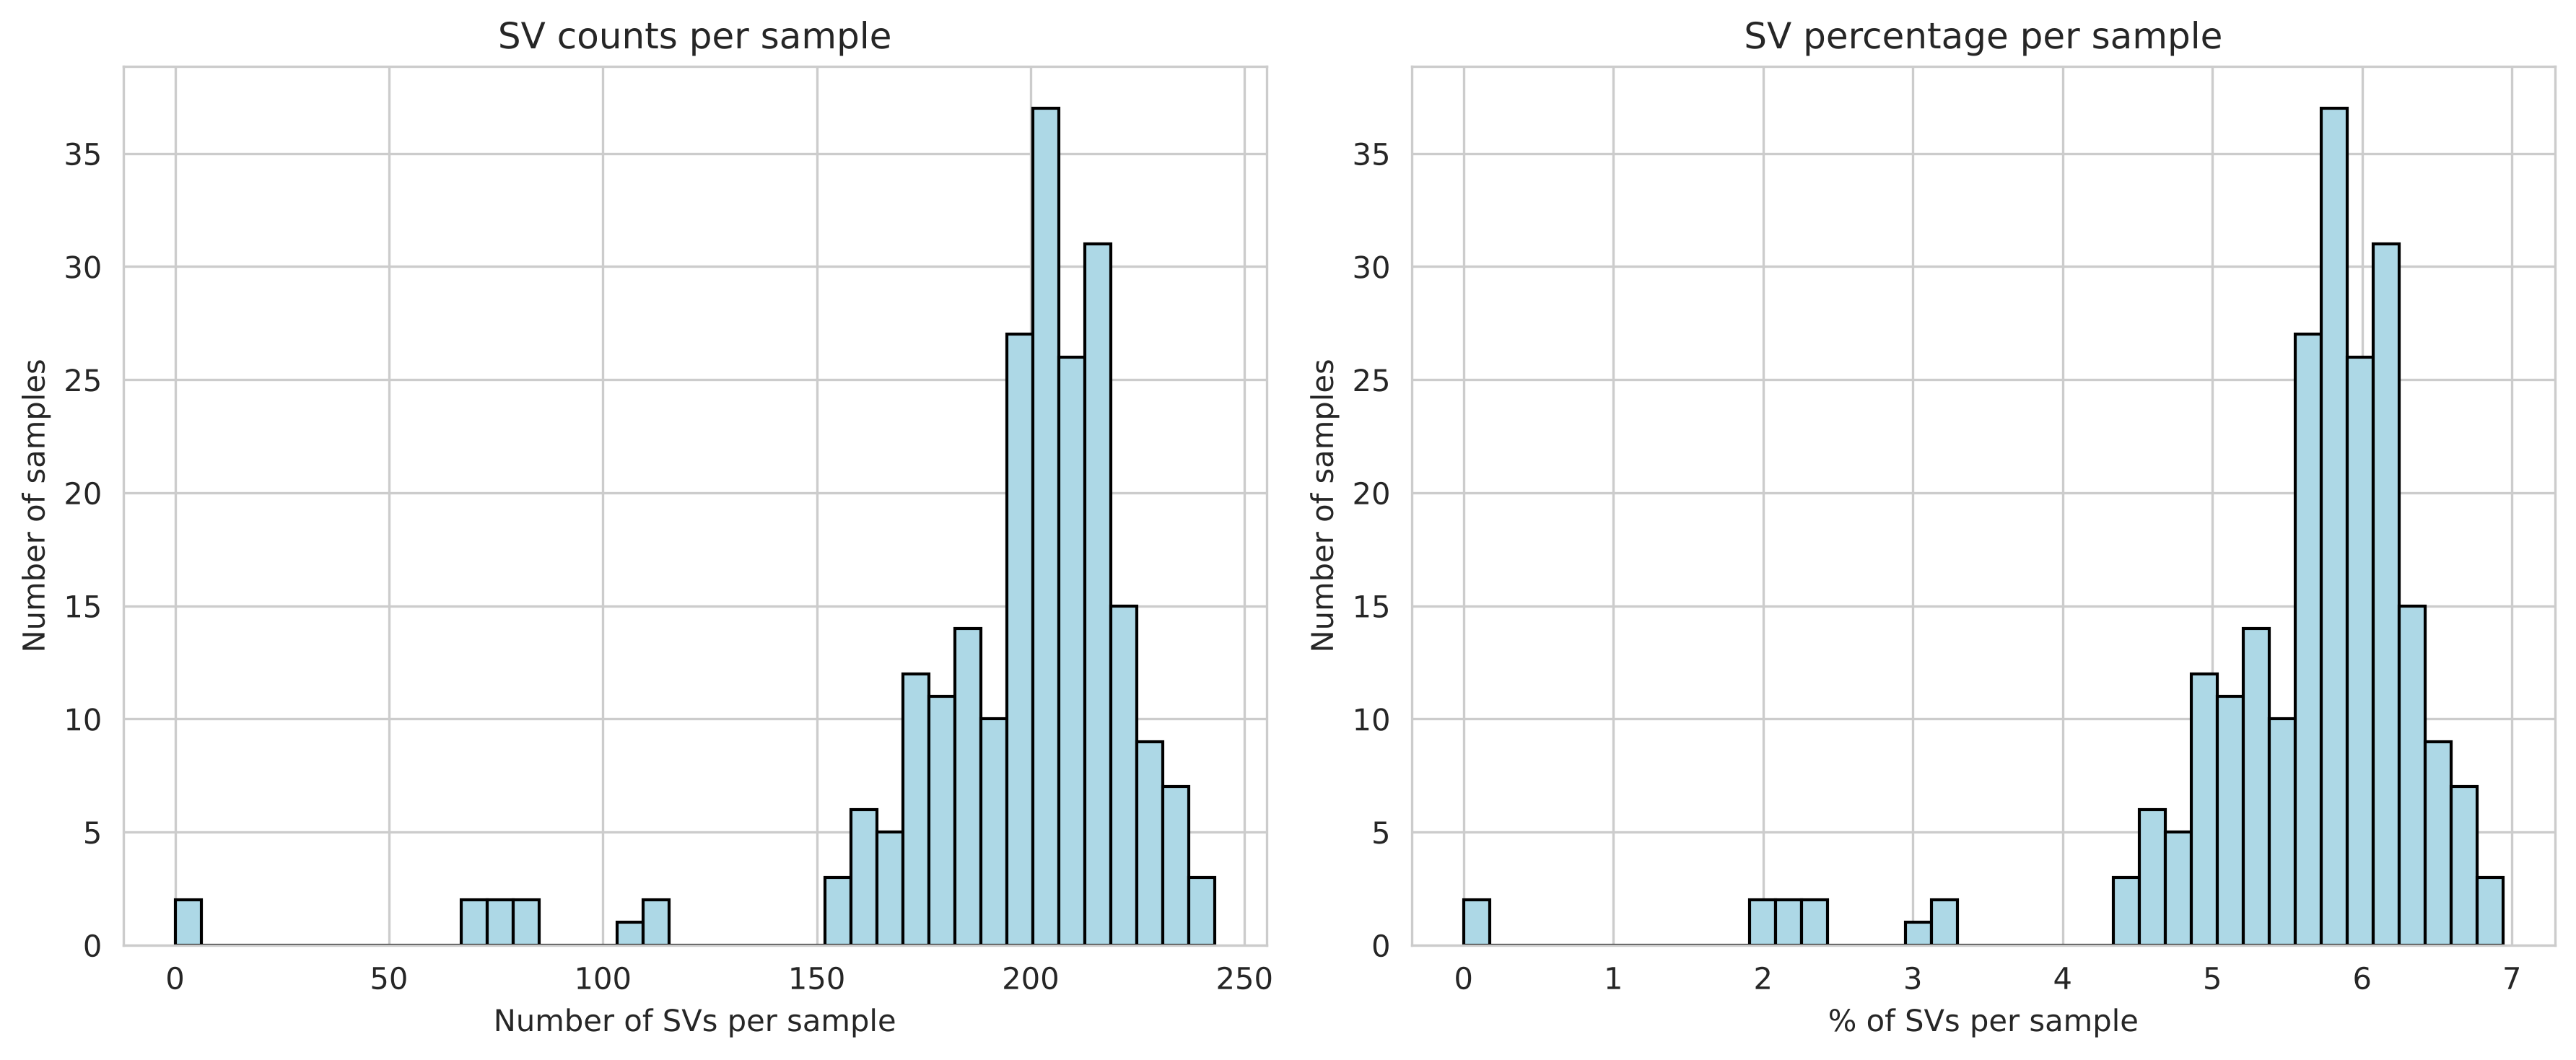 SV counts per sample
35
30
25
20
15
10
5
0
Number of samples
0 50 100 150 200 250
Number of SVs per sample
SV percentage per sample
35
30
25
20
15
10
5
0
Number of samples
0 1 2 3 4 5 6 7
% of SVs per sample